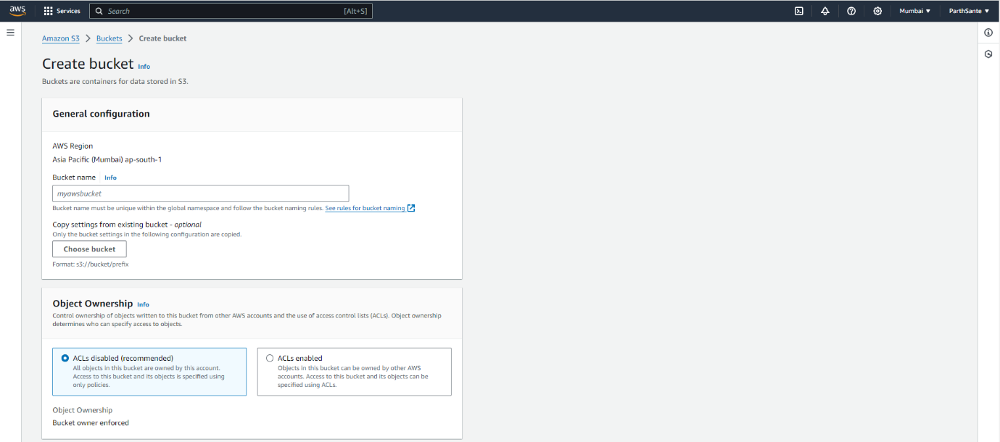 aws Services Search [Alt+S] Mumbai ▼ ParthSante ▼
Amazon S3 > Buckets > Create bucket
Create bucket Info
Buckets are containers for data stored in S3.
General configuration
AWS Region
Asia Pacific (Mumbai) ap-south-1
Bucket name Info
myawsbucket
Bucket name must be unique within the global namespace and follow the bucket naming rules. See rules for bucket naming
Copy settings from existing bucket - optional
Only the bucket settings in the following configuration are copied.
Choose bucket
Format: s3://bucket/prefix
Object Ownership Info
Control ownership of objects written to this bucket from other AWS accounts and the use of access control lists (ACLs). Object ownership
determines who can specify access to objects.
ACLs disabled (recommended)
All objects in this bucket are owned by this account.
Access to this bucket and its objects is specified using
only policies.
ACLs enabled
Objects in this bucket can be owned by other AWS
accounts. Access to this bucket and its objects can be
specified using ACLs.
Object Ownership
Bucket owner enforced